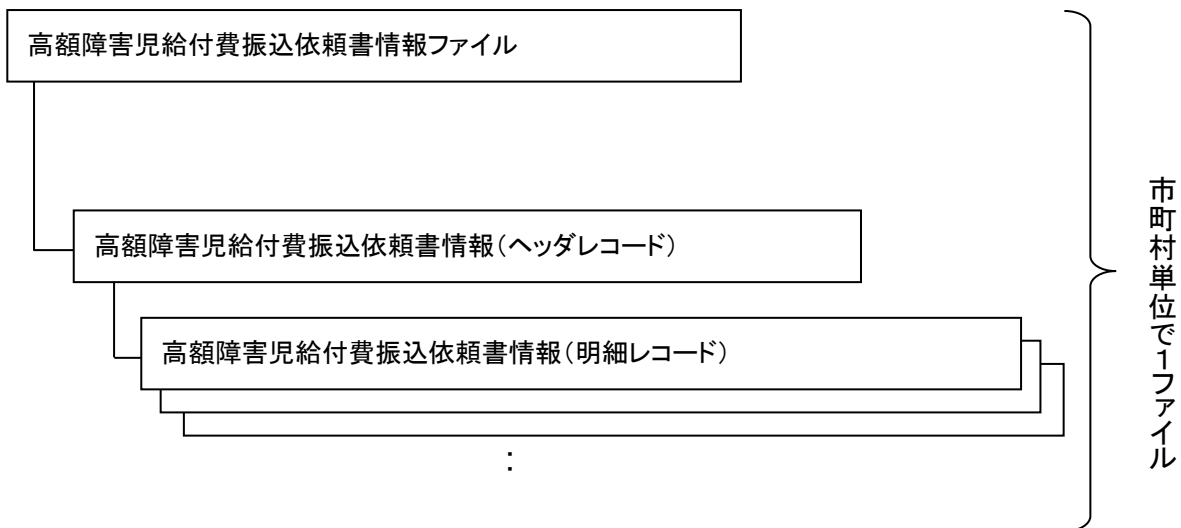 高額障害児給付費振込依頼書情報ファイル
高額障害児給付費振込依頼書情報(ヘッダレコード)
高額障害児給付費振込依頼書情報(明細レコード)
:
市町村単位で1ファイル